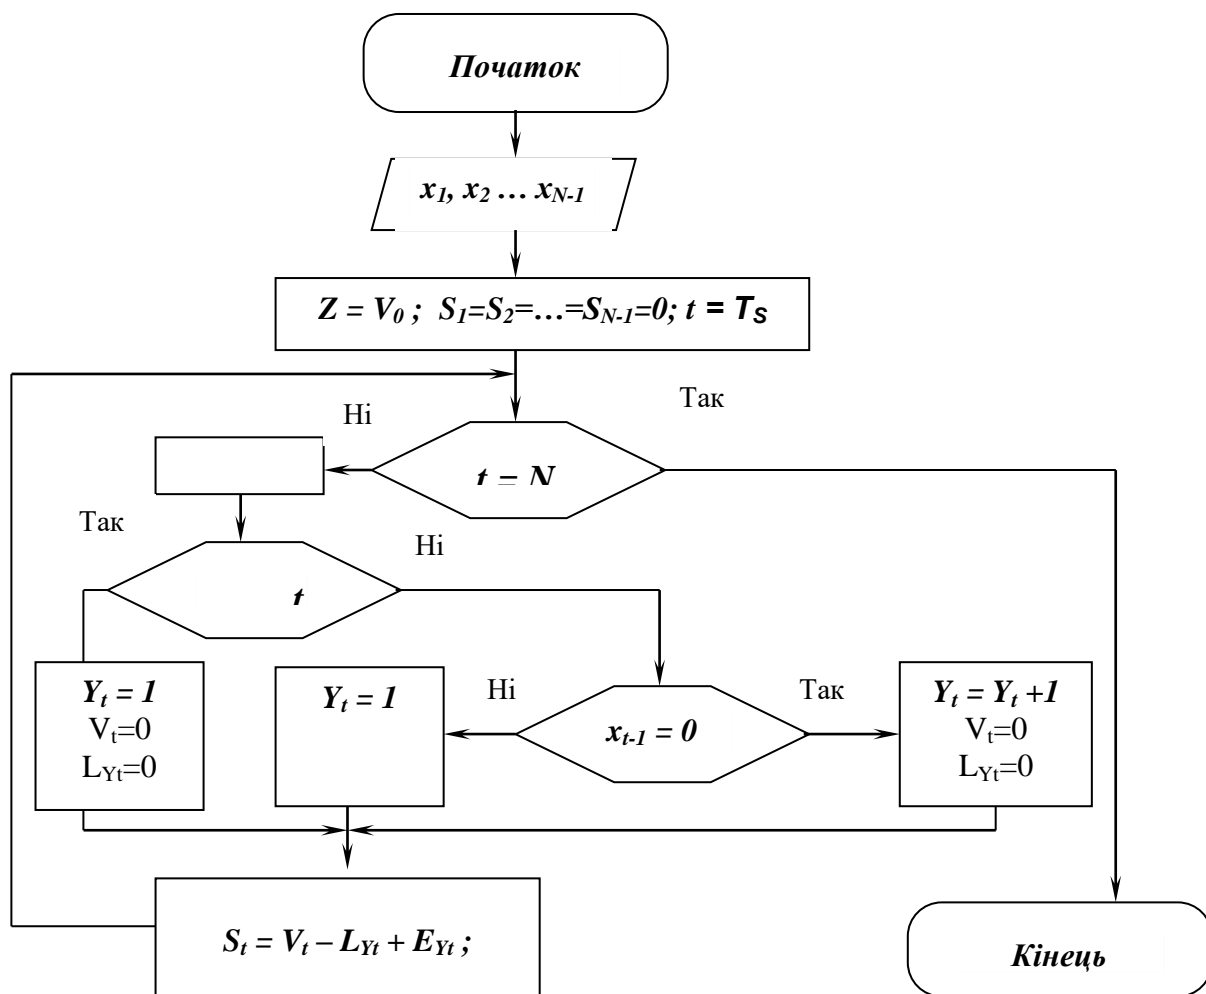 Початок
x1, x2 … xN-1
Z = V0 ; S1=S2=…=SN-1=0; t = TS
Ні
Так
t = N
Так
Ні
t
Yt = 1
Vt=0
LYt=0
Yt = 1
Ні
xt-1 = 0
Так
Yt = Yt +1
Vt=0
LYt=0
St = Vt – LYt + EYt ;
Кінець